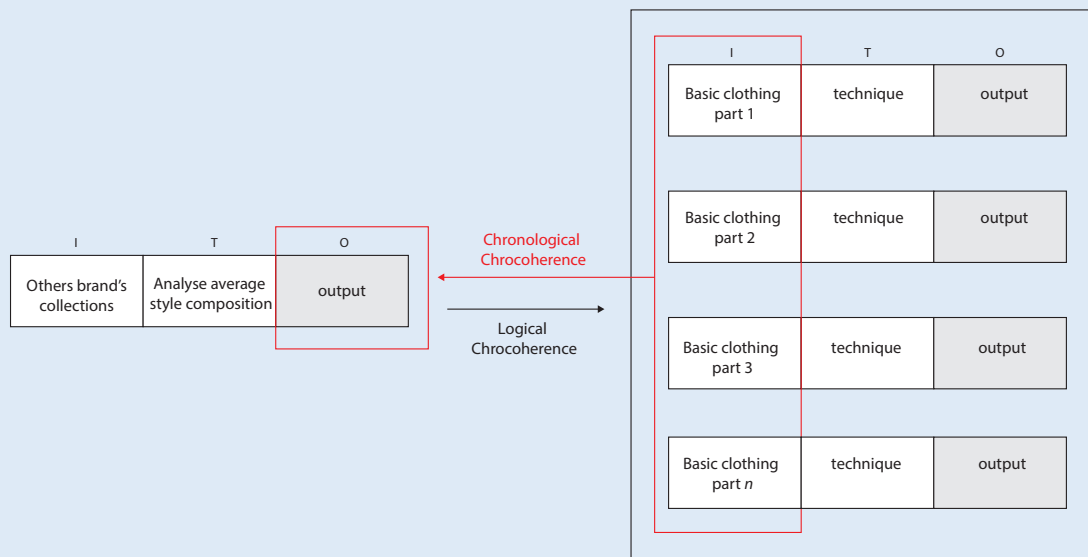 I T O
Others brand's
collections
Analyse average
style composition
output
Chronological
Chrocoherence
Logical
Chrocoherence
I T O
Basic clothing
part 1
technique
output
Basic clothing
part 2
technique
output
Basic clothing
part 3
technique
output
Basic clothing
part n
technique
output